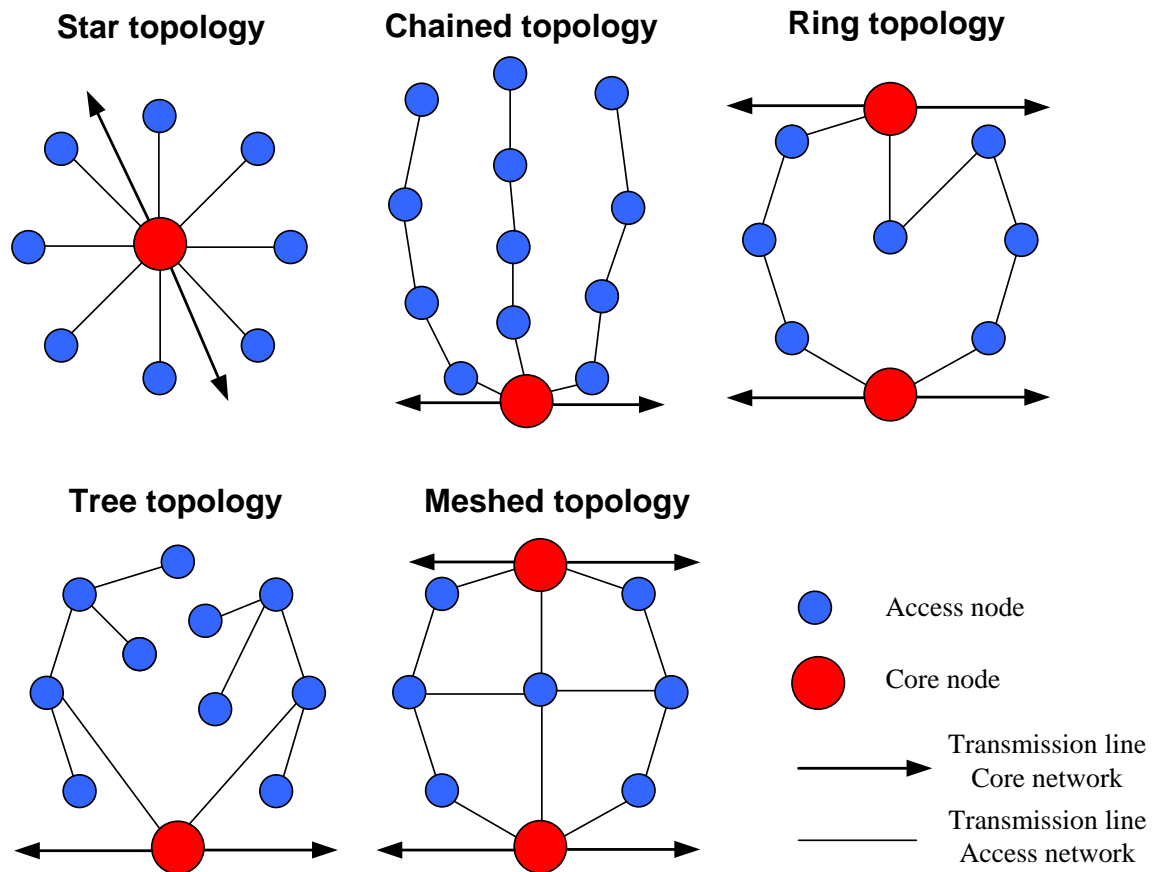 Star topology
Chained topology
Ring topology
Tree topology
Meshed topology
Access node
Core node
Transmission line
Core network
Transmission line
Access network